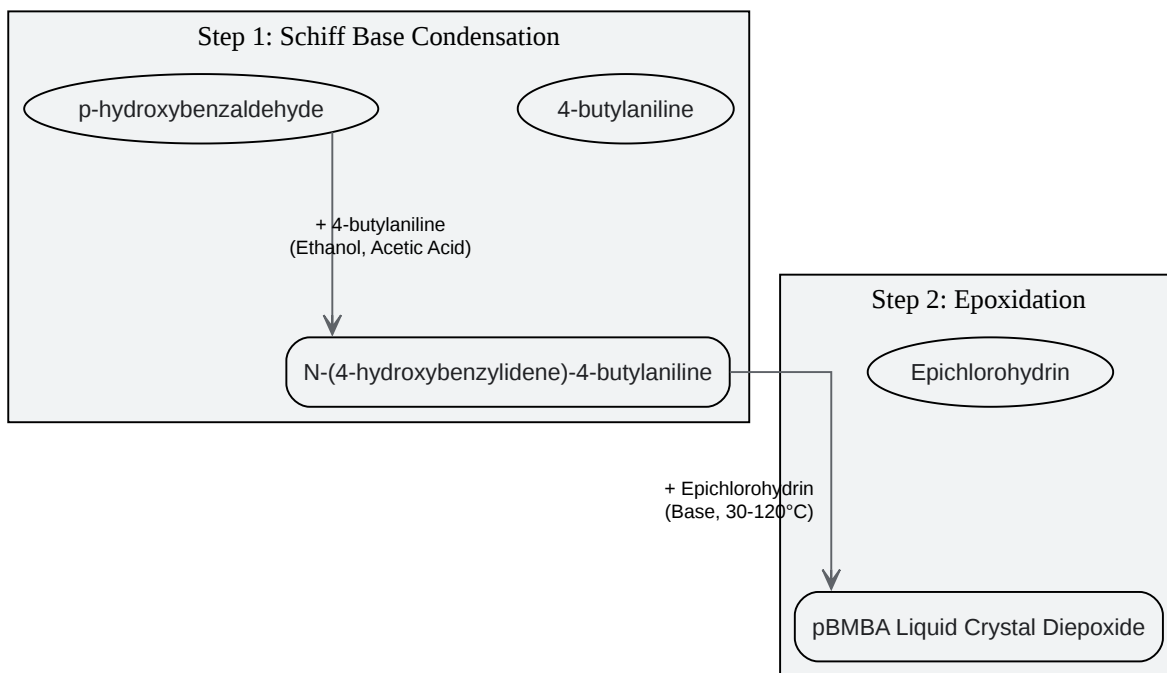 Step 1: Schiff Base Condensation
p-hydroxybenzaldehyde
4-butylaniline
+ 4-butylaniline
(Ethanol, Acetic Acid)
N-(4-hydroxybenzylidene)-4-butylaniline
Step 2: Epoxidation
Epichlorohydrin
+ Epichlorohydrin
(Base, 30-120°C)
pBMBA Liquid Crystal Diepoxide